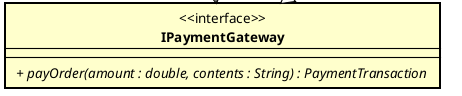 <<interface>>
IPaymentGateway
+ payOrder(amount : double, contents : String) : PaymentTransaction